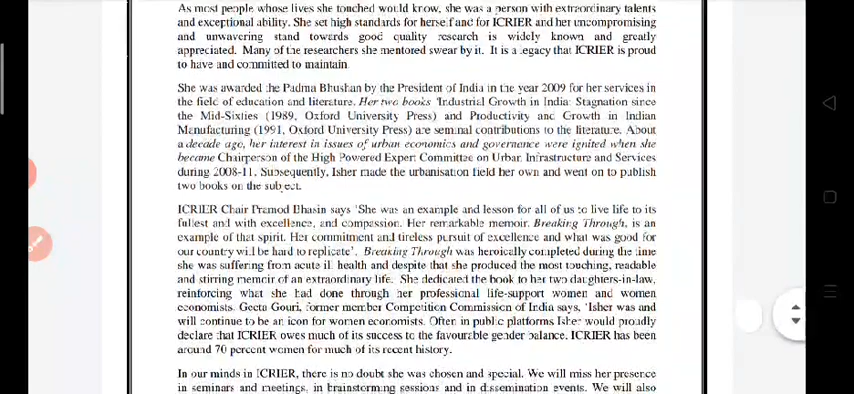 As most people whose lives she touched would know, she was a person with extraordinary talents
and exceptional ability. She set high standards for herself and for ICRIER and her uncompromising
and unwavering stand towards good quality research is widely known and greatly
appreciated. Many of the researchers she mentored swear by it. It is a legacy that ICRIER is proud
to have and committed to maintain.
She was awarded the Padma Bhushan by the President of India in the year 2009 for her services in
the field of education and literature. Her two books 'Industrial Growth in India: Stagnation since
the Mid-Sixties (1989, Oxford University Press) and Productivity and Growth in Indian
Manufacturing (1991, Oxford University Press) are seminal contributions to the literature. About
a decade ago, her interest in issues of urban economics and governance were ignited when she
became Chairperson of the High Powered Expert Committee on Urban Infrastructure and Services
during 2008-11. Subsequently, Isher made the urbanisation field her own and went on to publish
two books on the subject.
ICRIER Chair Pramod Bhasin says 'She was an example and lesson for all of us to live life to its
fullest and with excellence, and compassion. Her remarkable memoir, Breaking Through, is an
example of that spirit. Her commitment and tireless pursuit of excellence and what was good for
our country will be hard to replicate'. Breaking Through was heroically completed during the time
she was suffering from acute ill health and despite that she produced the most touching, readable
and stirring memoir of an extraordinary life. She dedicated the book to her two daughters-in-law,
reinforcing what she had done through her professional life-support women and women
economists. Geeta Gouri, former member Competition Commission of India says, 'Isher was and
will continue to be an icon for women economists. Often in public platforms Isher would proudly
declare that ICRIER owes much of its success to the favourable gender balance. ICRIER has been
around 70 percent women for much of its recent history.
In our minds in ICRIER, there is no doubt she was chosen and special. We will miss her presence
in seminars and meetings, in brainstorming sessions and in dissemination events. We will also